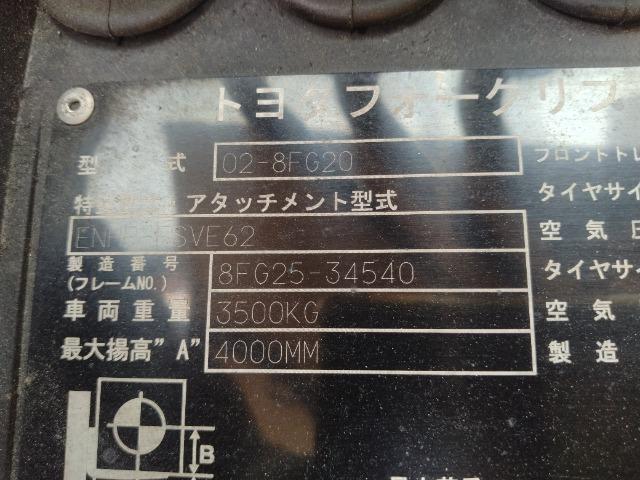 トヨタフォークリフ
型 式 02-8FG20 フロントトレ
アタッチメント型式 タイヤサイ
SVE62 空気
製造番号 (フレームNO.) 8FG25-34540 タイヤサイ
車両重量 3500KG 空気
最大揚高"A" 4000MM 製造
B